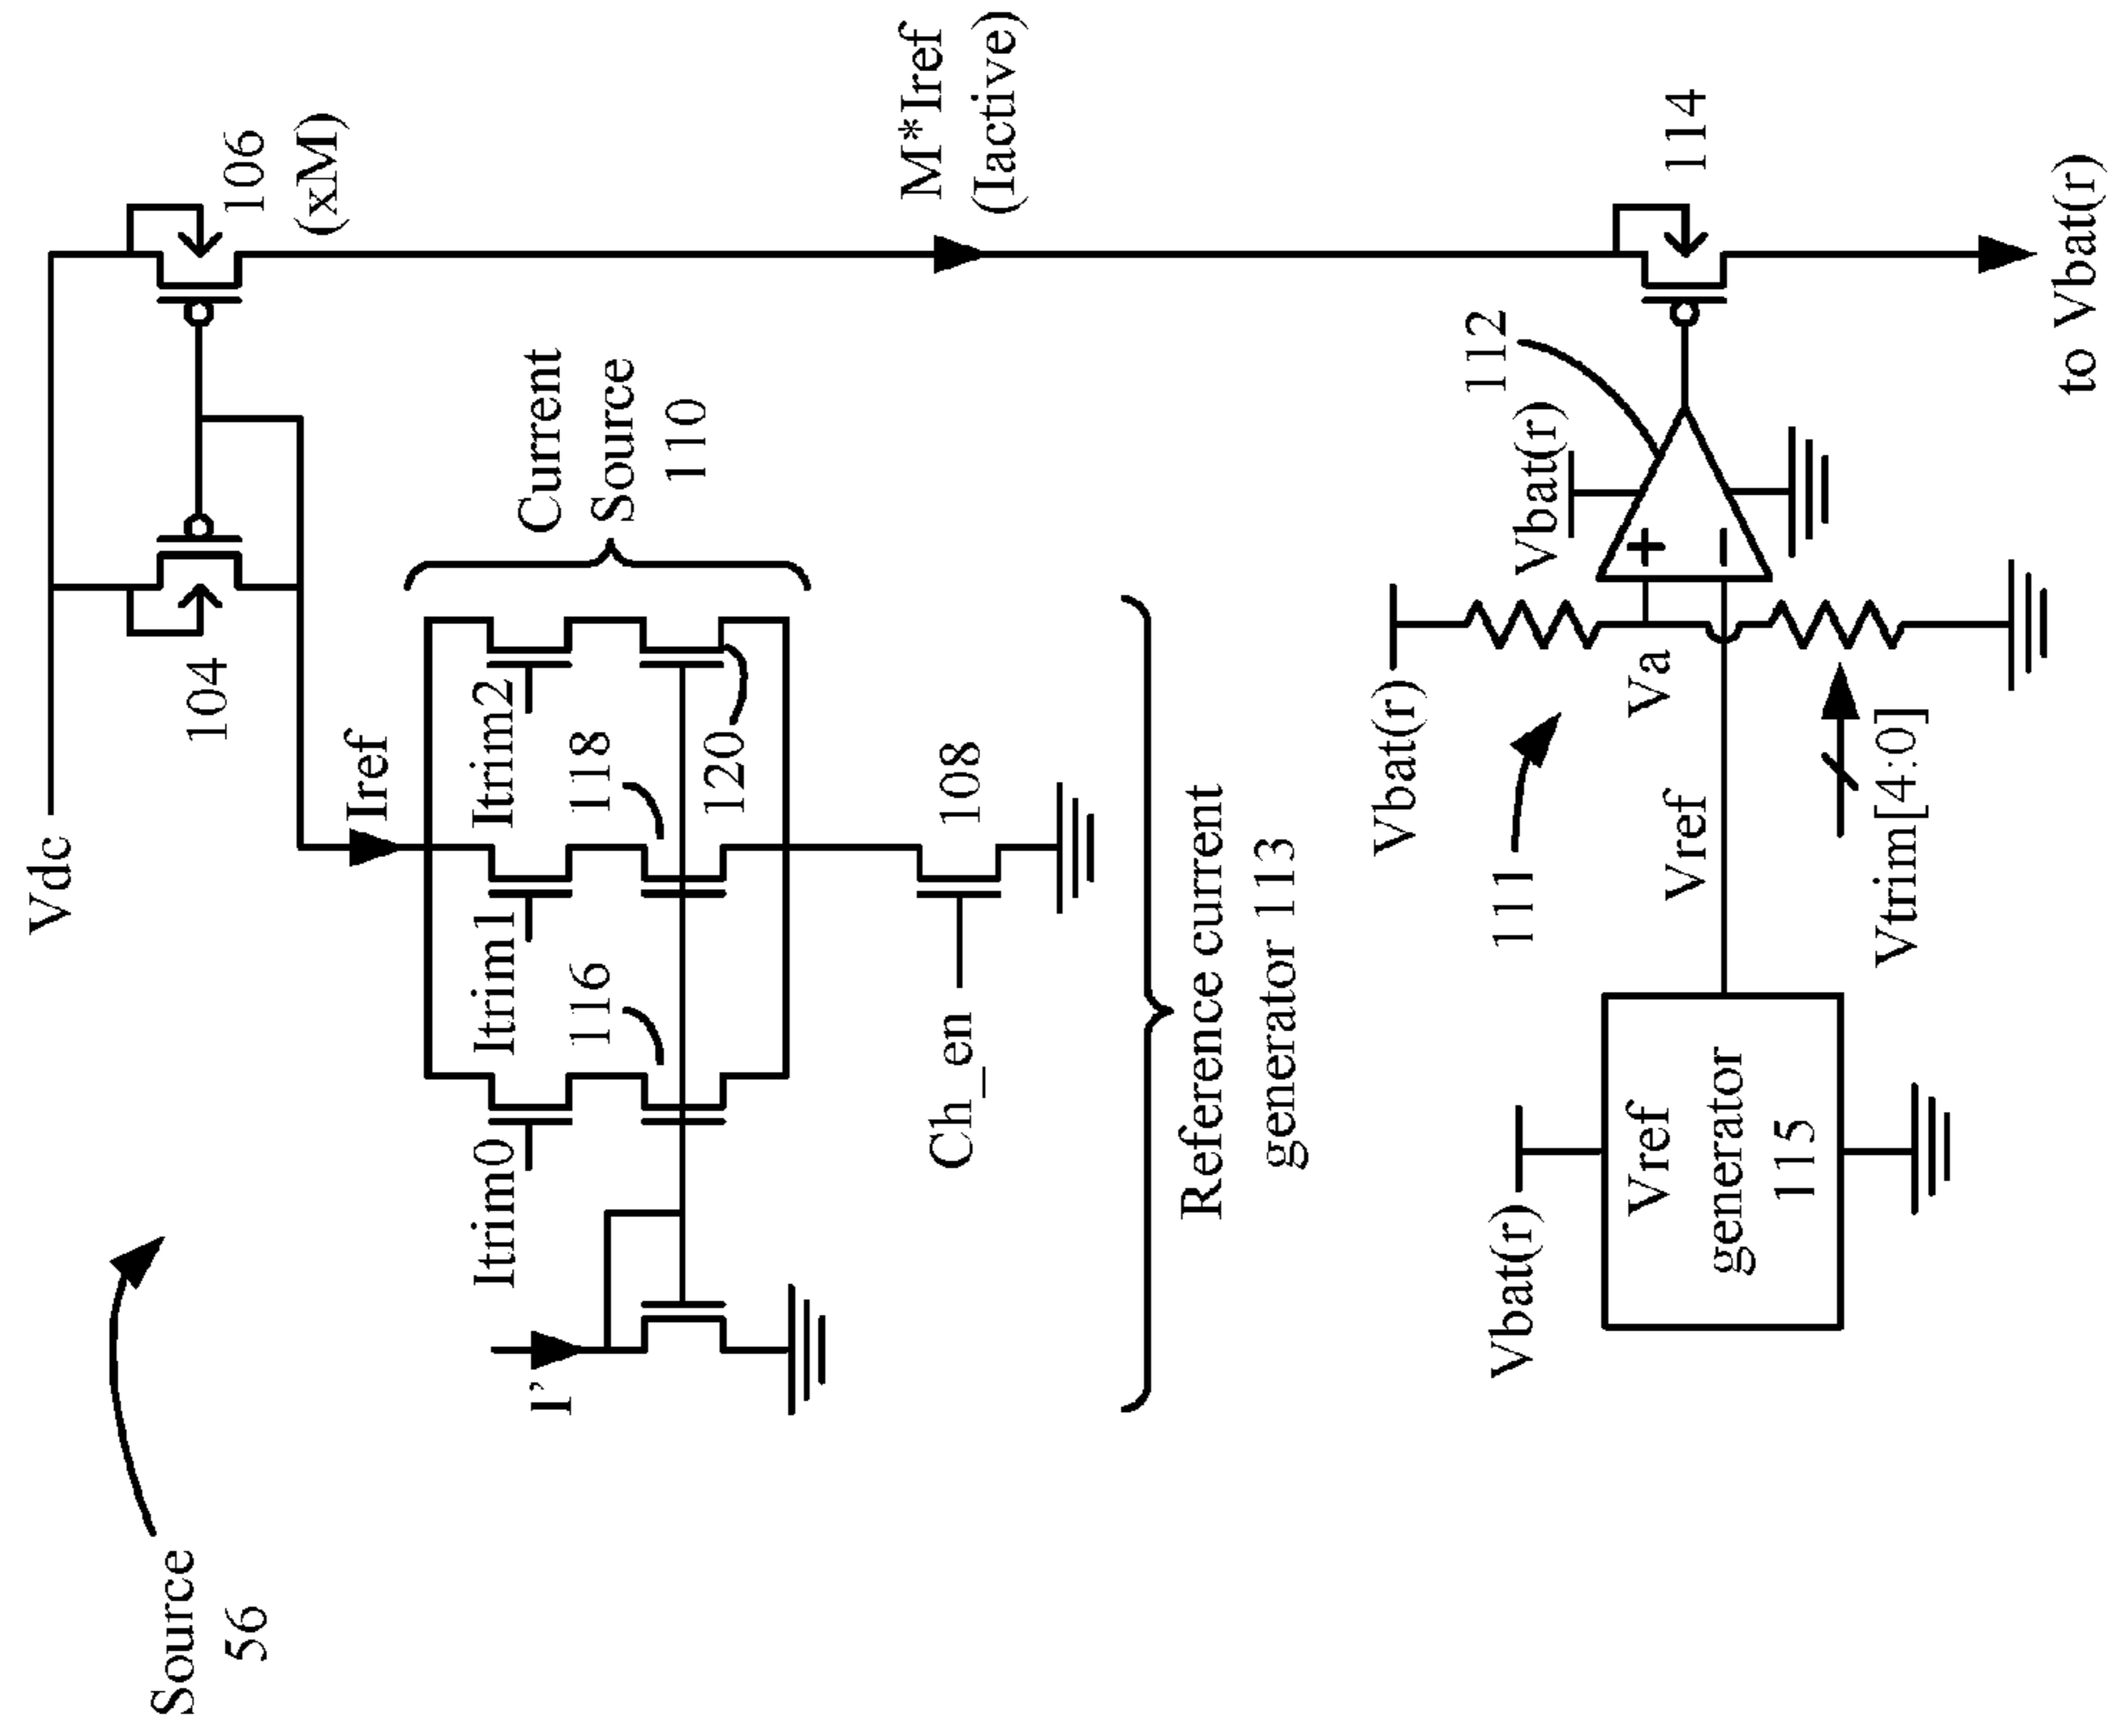 Source
56
Vdc
104
106
(xM)
Iref
Itrim0
Itrim1
Itrim2
116
118
120
Current
Source
110
I'
Ch_en
108
M*Iref
(Iactive)
Reference current
generator 113
Vbat(r)
Vref
generator
115
111
Vbat(r)
Va
Vref
Vtrim[4:0]
Vbat(r)
112
+
−
114
to Vbat(r)